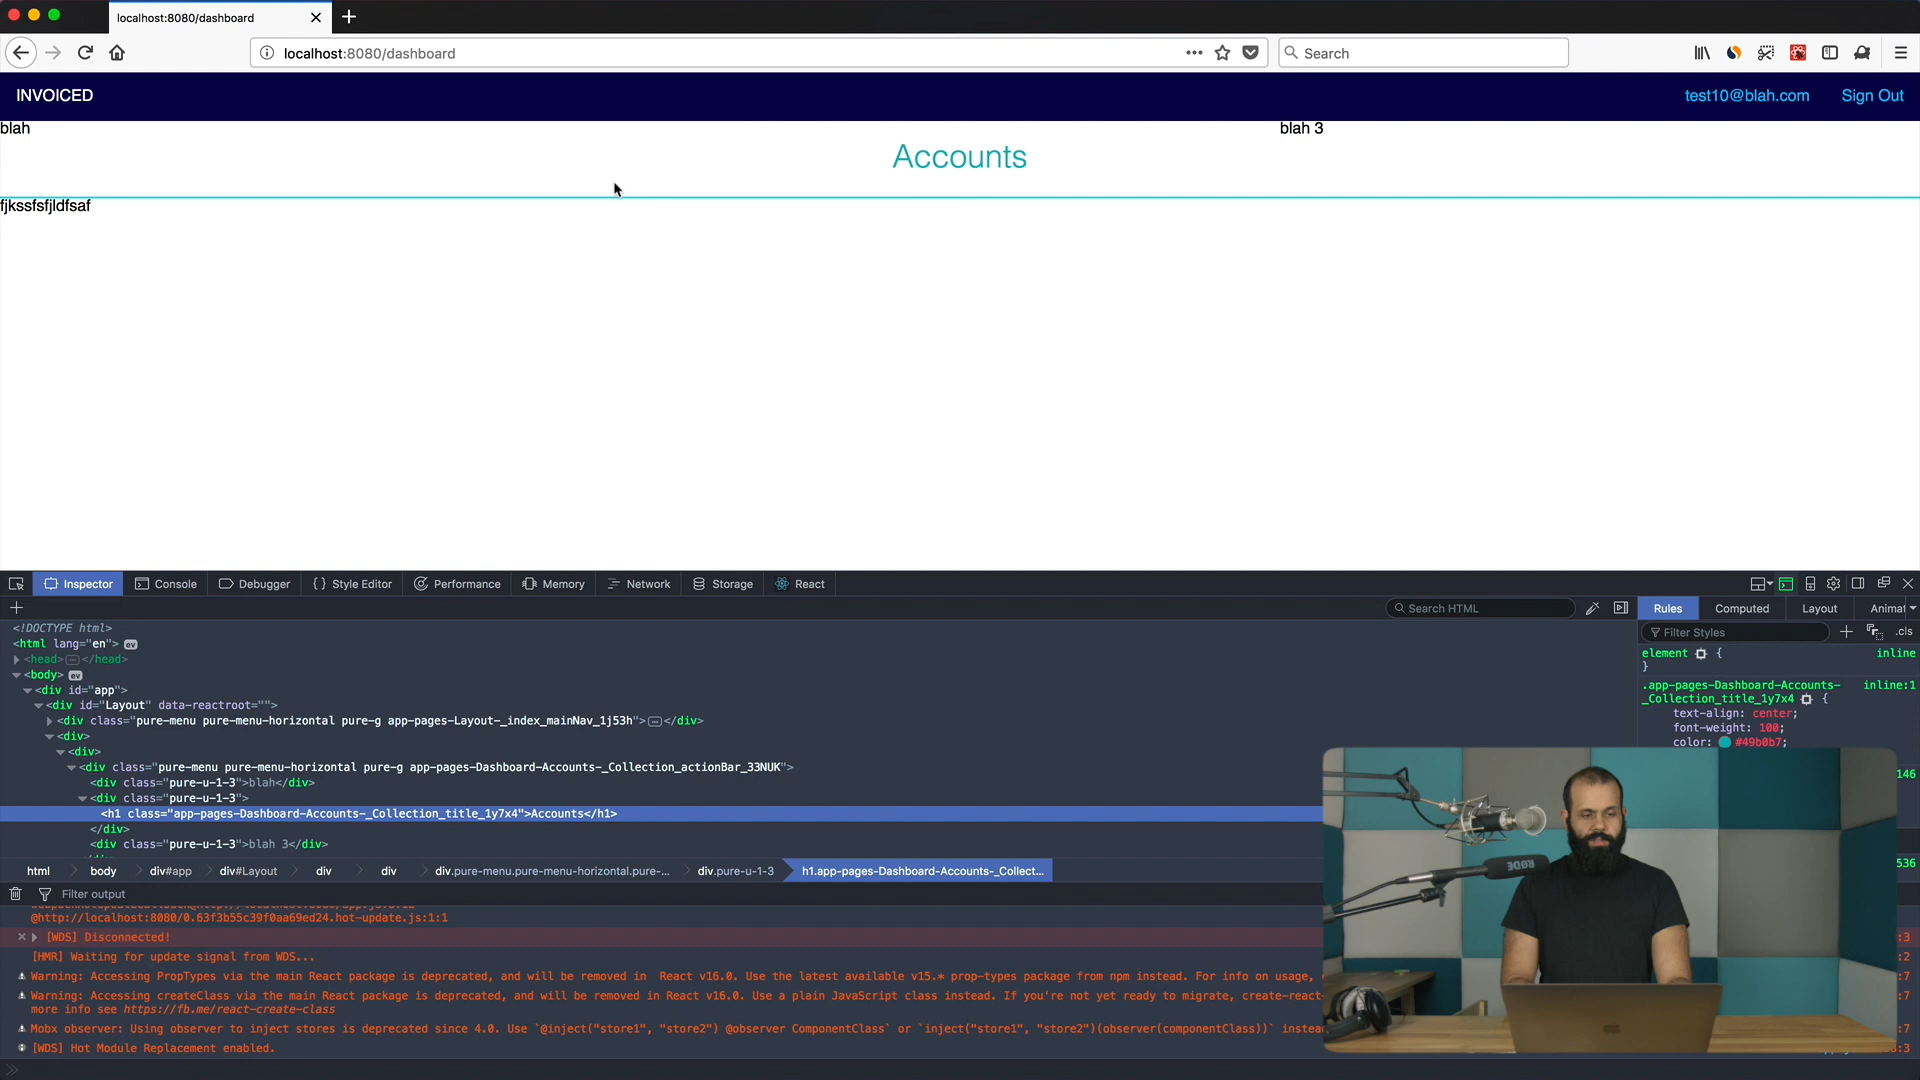 localhost:8080/dashboard
localhost:8080/dashboard
Search
INVOICED
test10@blah.com
Sign Out
blah
blah 3
Accounts
fjkssfsfjldfsaf
Inspector
Console
Debugger
Style Editor
Performance
Memory
Network
Storage
React
Search HTML
Rules
Computed
Layout
Animat
Filter Styles
.cls
<!DOCTYPE html>
<html lang="en"> ev
<head></head>
<body> ev
<div id="app">
<div id="Layout" data-reactroot="">
<div class="pure-menu pure-menu-horizontal pure-g app-pages-Layout-_index_mainNav_1j53h"></div>
<div>
<div>
<div class="pure-menu pure-menu-horizontal pure-g app-pages-Dashboard-Accounts-_Collection_actionBar_33NUK">
<div class="pure-u-1-3">blah</div>
<div class="pure-u-1-3">
<h1 class="app-pages-Dashboard-Accounts-_Collection_title_1y7x4">Accounts</h1>
</div>
<div class="pure-u-1-3">blah 3</div>
element { inline
}
.app-pages-Dashboard-Accounts- inline:1
_Collection_title_1y7x4 {
text-align: center;
font-weight: 100;
color: #49b0b7;
146
536
html
body
div#app
div#Layout
div
div
div.pure-menu.pure-menu-horizontal.pure-...
div.pure-u-1-3
h1.app-pages-Dashboard-Accounts-_Collect...
Filter output
@http://localhost:8080/0.63f3b55c39f0aa69ed24.hot-update.js:1:1
[WDS] Disconnected! :3
[HMR] Waiting for update signal from WDS... :2
Warning: Accessing PropTypes via the main React package is deprecated, and will be removed in React v16.0. Use the latest available v15.* prop-types package from npm instead. For info on usage, :7
Warning: Accessing createClass via the main React package is deprecated, and will be removed in React v16.0. Use a plain JavaScript class instead. If you're not yet ready to migrate, create-react- :7
more info see https://fb.me/react-create-class
Mobx observer: Using observer to inject stores is deprecated since 4.0. Use `@inject("store1", "store2") @observer ComponentClass` or `inject("store1", "store2")(observer(componentClass))` instea :7
[WDS] Hot Module Replacement enabled. :3
RØDE